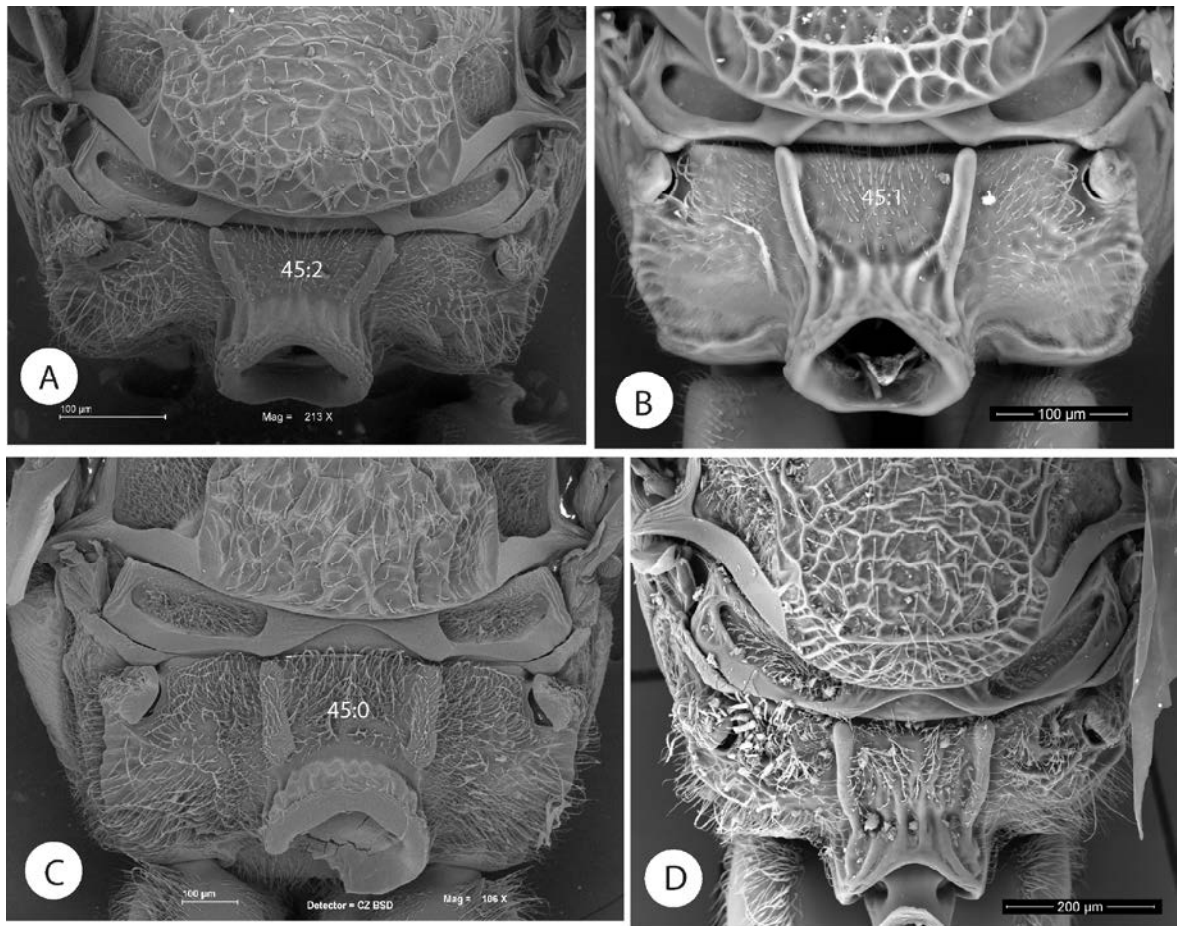 45:2
A
100 µm
Mag = 213 X
45:1
B
100 µm
45:0
C
100 µm
Detector = CZ BSD
Mag = 106 X
D
200 µm